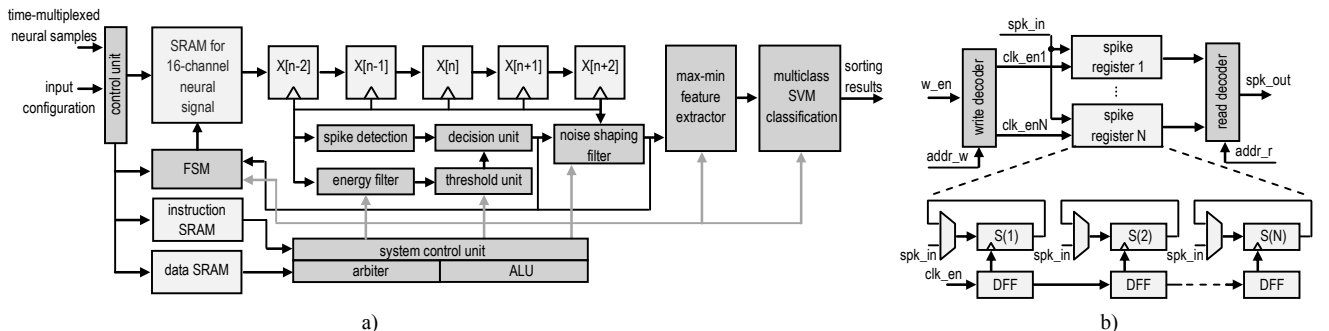 time-multiplexed
neural samples
input
configuration
control unit
SRAM for
16-channel
neural
signal
X[n-2]
X[n-1]
X[n]
X[n+1]
X[n+2]
spike detection
decision unit
noise shaping
filter
energy filter
threshold unit
FSM
instruction
SRAM
data SRAM
system control unit
arbiter
ALU
max-min
feature
extractor
multiclass
SVM
classification
sorting
results
a)
spk_in
w_en
write decoder
clk_en1
clk_enN
addr_w
spike
register 1
...
spike
register N
read decoder
spk_out
addr_r
S(1)
S(2)
S(N)
spk_in
spk_in
spk_in
clk_en
DFF
DFF
DFF
b)